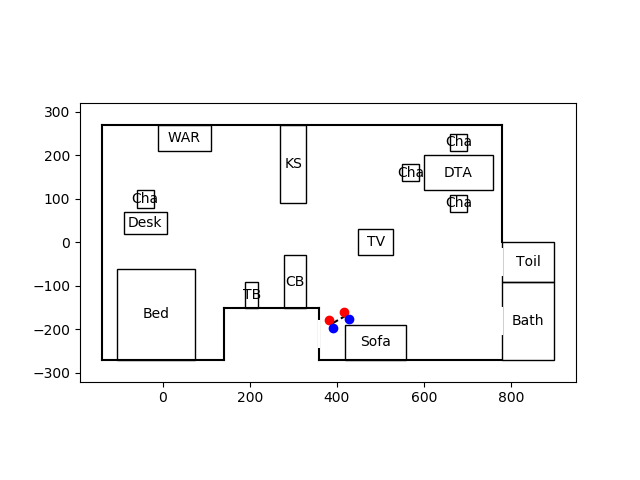 300
200
100
0
−100
−200
−300
0
200
400
600
800
WAR
KS
Cha
Cha
DTA
Cha
Cha
Desk
TV
Toil
CB
TB
Bed
Bath
Sofa